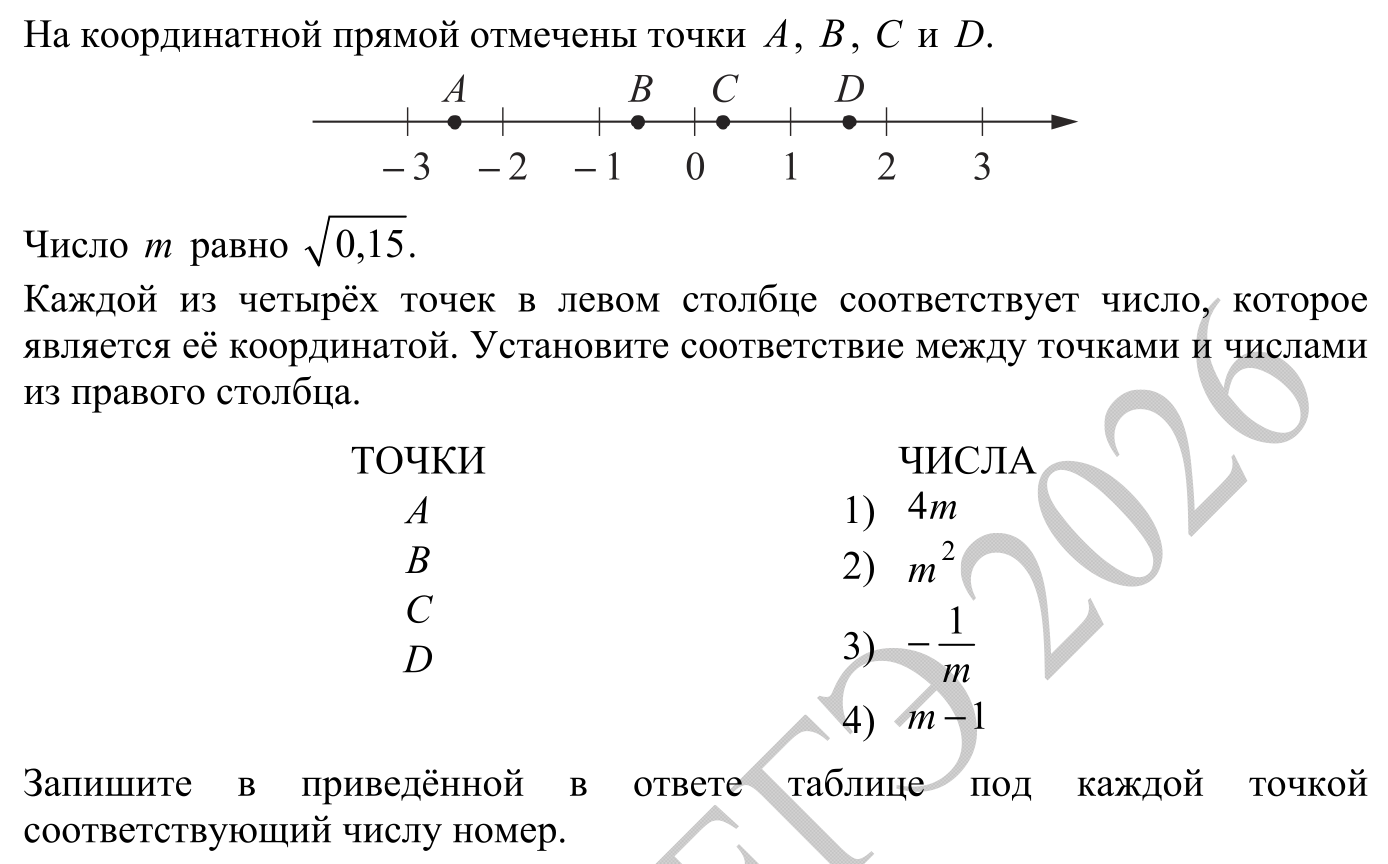 На координатной прямой отмечены точки A, B, C и D.
A B C D
−3 −2 −1 0 1 2 3
Число m равно √0,15.
Каждой из четырёх точек в левом столбце соответствует число, которое
является её координатой. Установите соответствие между точками и числами
из правого столбца.
ТОЧКИ ЧИСЛА
A 1) 4m
B 2) m²
C 3) −1/m
D 4) m−1
Запишите в приведённой в ответе таблице под каждой точкой
соответствующий числу номер.
ЕГЭ 2026